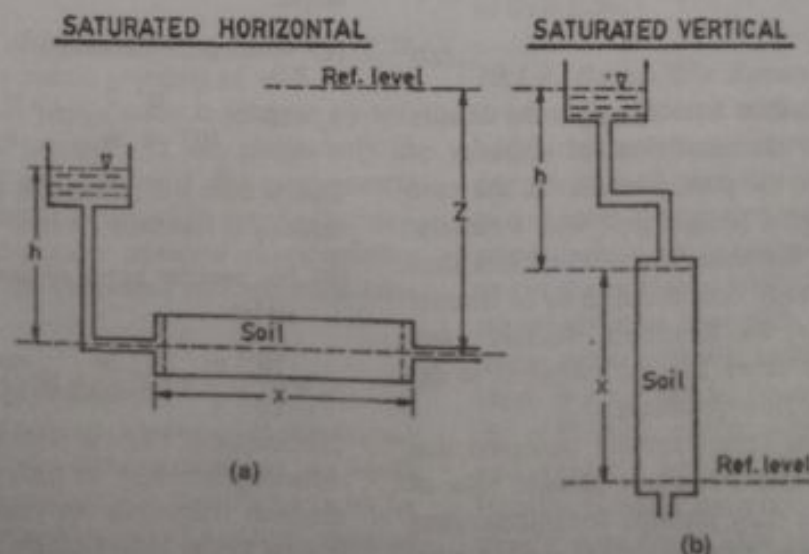 SATURATED HORIZONTAL
Ref. level
h
Z
Soil
x
(a)
SATURATED VERTICAL
h
x
Soil
Ref. level
(b)